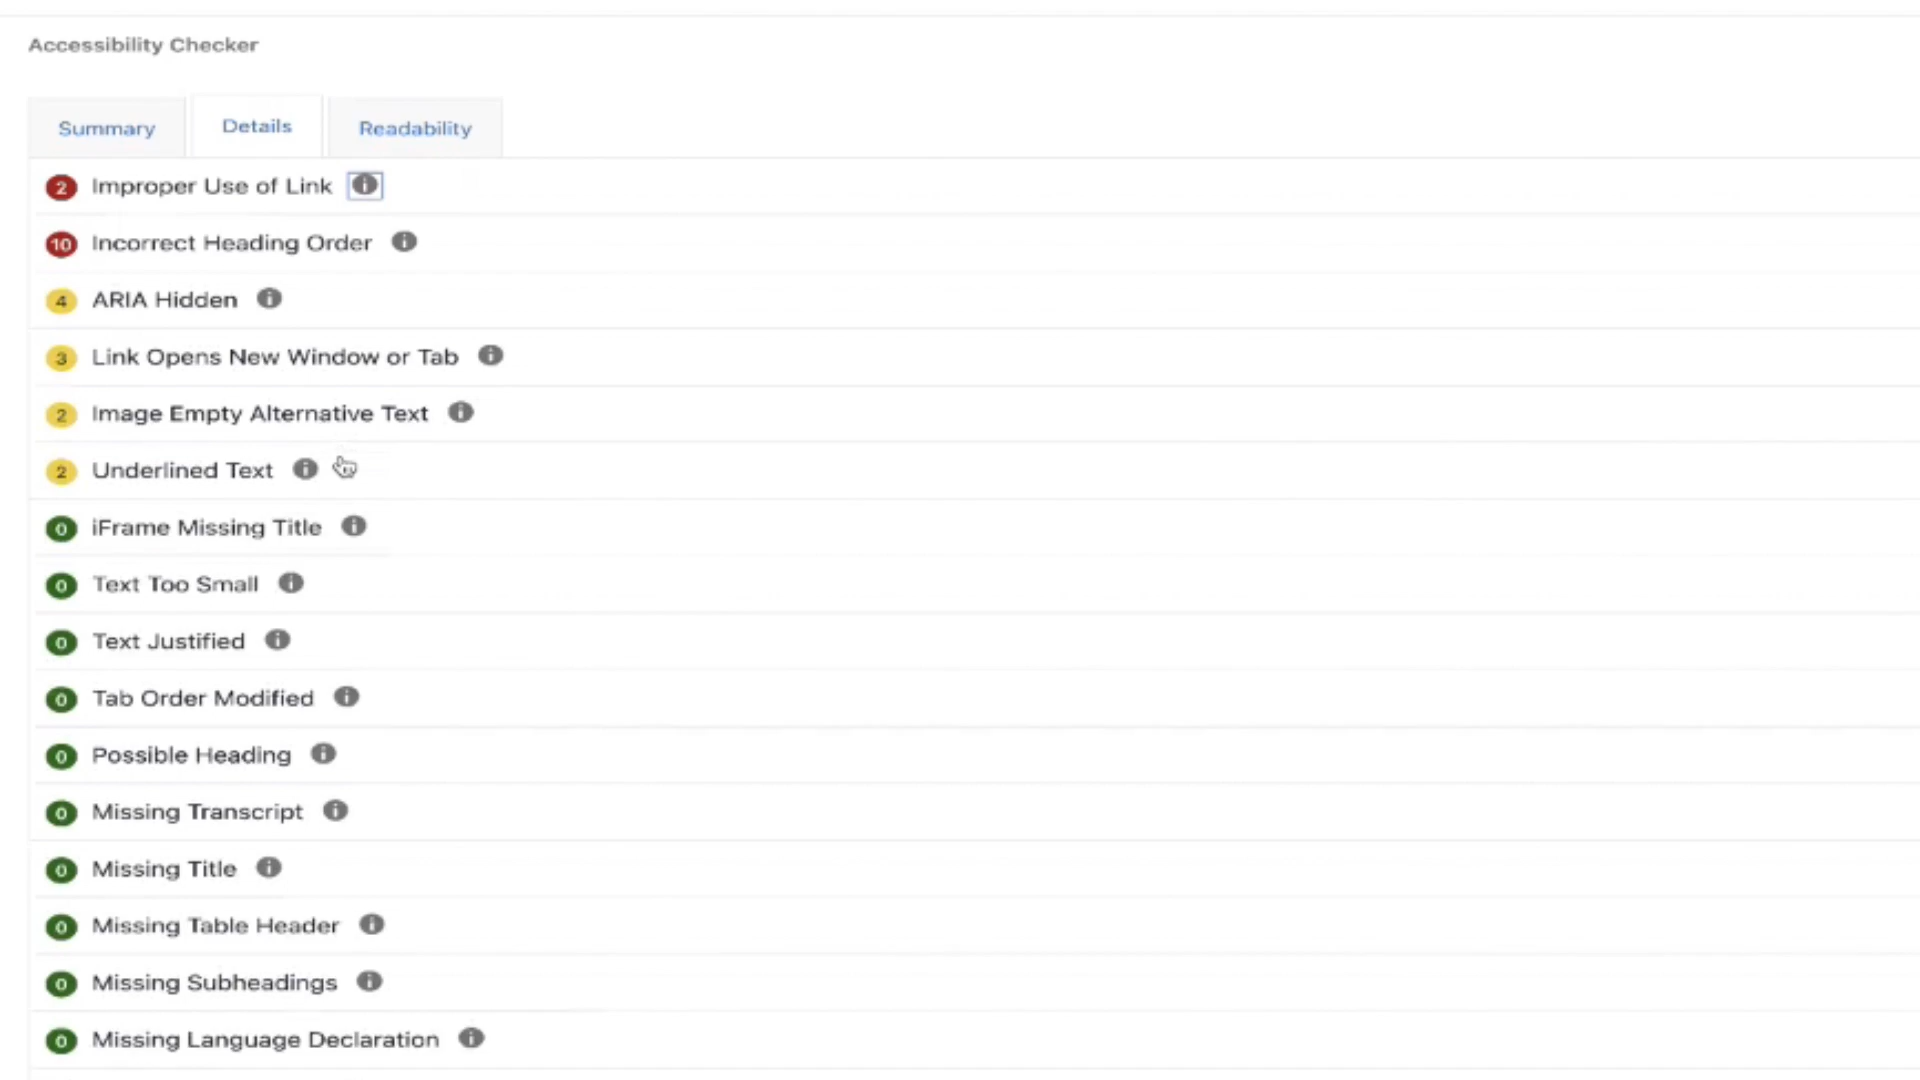 Accessibility Checker
Summary Details Readability
2 Improper Use of Link
10 Incorrect Heading Order
4 ARIA Hidden
3 Link Opens New Window or Tab
2 Image Empty Alternative Text
2 Underlined Text
0 iFrame Missing Title
0 Text Too Small
0 Text Justified
0 Tab Order Modified
0 Possible Heading
0 Missing Transcript
0 Missing Title
0 Missing Table Header
0 Missing Subheadings
0 Missing Language Declaration